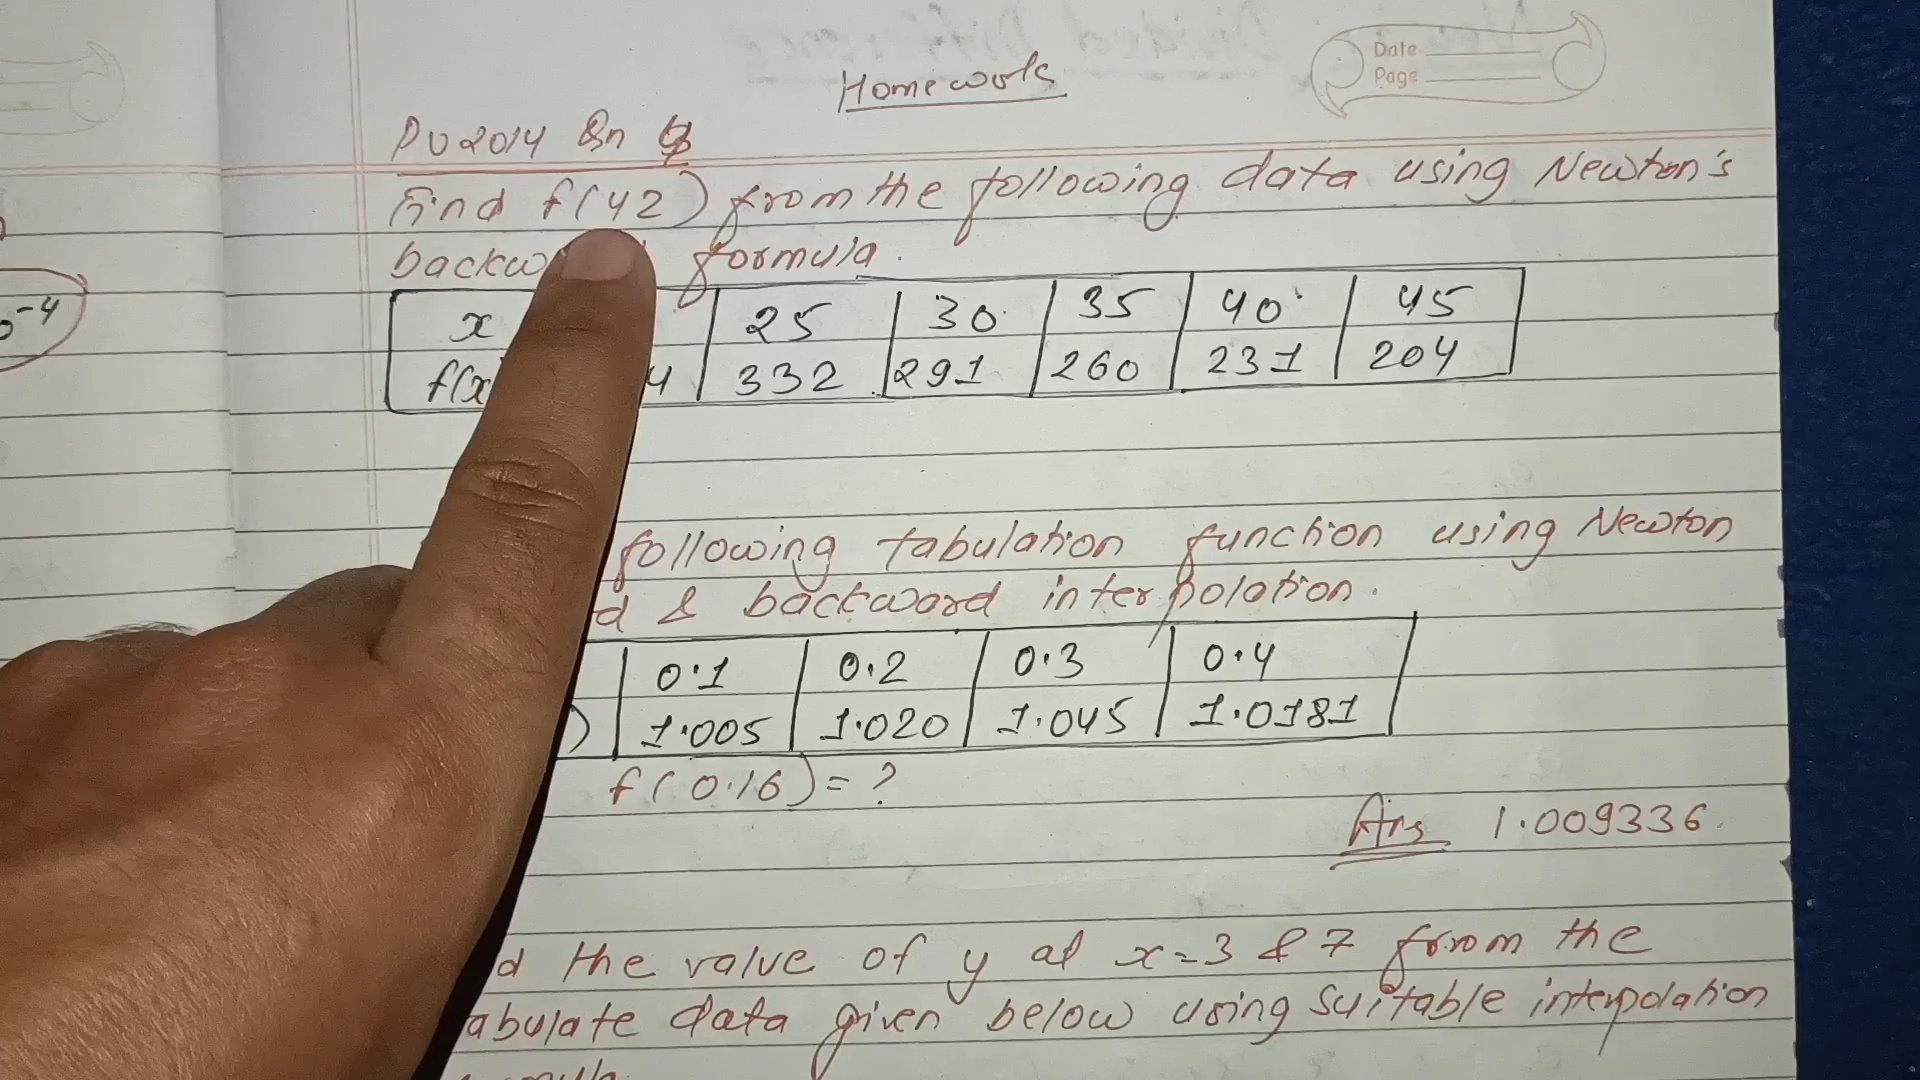 Date
Page
Homework
PU 2014 Qn
Find f(42) from the following data using Newton's
formula.
x 25 30 35 40 45
4 332 291 260 231 204
following tabulation function using Newton
& backward interpolation.
0.1 0.2 0.3 0.4
) 1.005 1.020 1.045 1.0181
f(0.16) = ?
Ans 1.009336
the value of y at x=3 & 7 from the
data given below using suitable interpolation